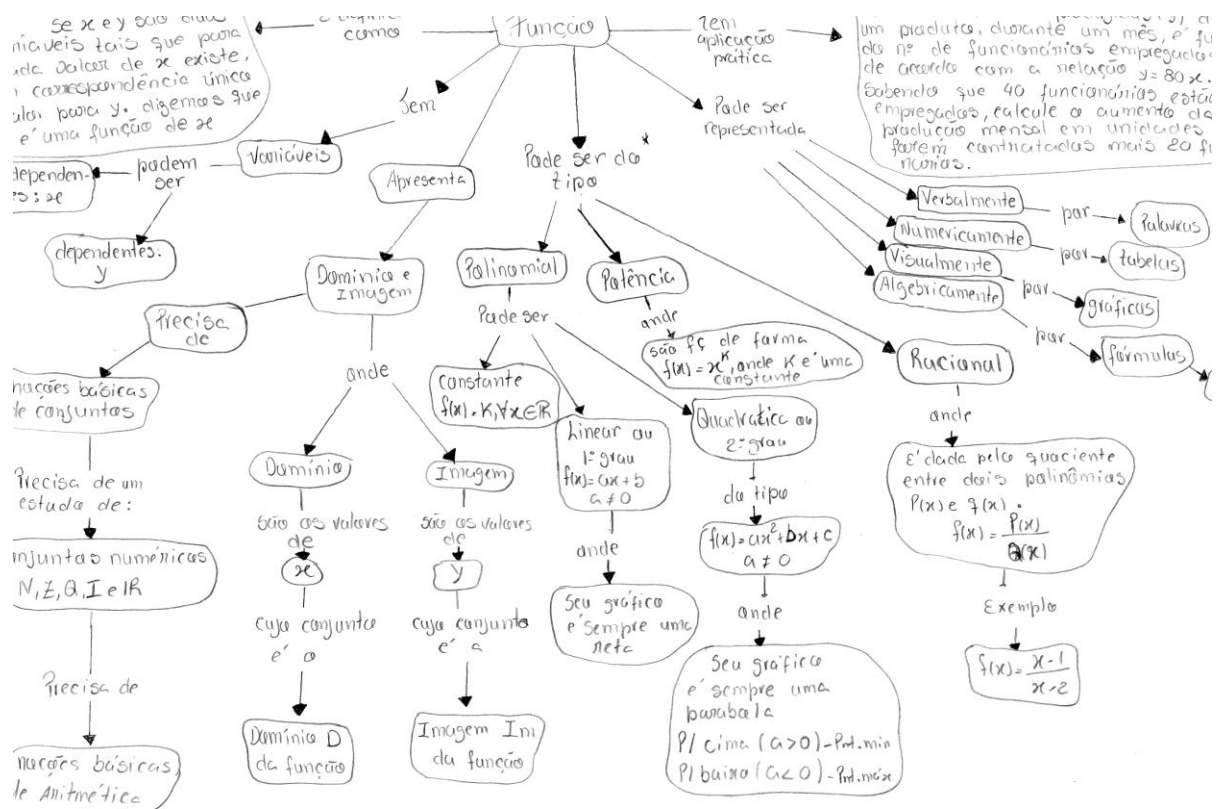 Se x e y são duas
variáveis tais que para
cada valor de x existe,
correspondência única
valor para y. digemos que
é uma função de x
como
Função
Tem
aplicação
prática
um produto, durante um mês, é fu
do nº de funcionários empregados
de acordo com a relação y = 80x.
Sabendo que 40 funcionários estão
empregados, calcule o aumento da
produção mensal em unidades
forem contratados mais 20 fu
nários.
Tem
Variáveis
podem
ser
dependen-
es: x
dependentes:
y
Apresenta
Pode ser do *
tipo
Pode ser
representada
Verbalmente
por
Palavras
Numericamente
por
tabelas
Visualmente
por
gráficos
Algebricamente
por
fórmulas
Domínio e
Imagem
Precisa
de
noções básicas
de conjuntos
Precisa de um
estudo de:
onjuntos numéricos
N, Z, Q, I e IR
Precisa de
noções básicas
de Aritmética
onde
Domínio
são os valores
de
x
cujo conjunto
é o
Domínio D
da função
Imagem
são os valores
de
y
cujo conjunto
é a
Imagem Im
da função
Polinomial
Pode ser
constante
f(x) = K, ∀x∈R
Linear ou
1º grau
f(x) = ax + b
a ≠ 0
onde
Seu gráfico
é sempre uma
reta
Quadrática ou
2º grau
do tipo
f(x) = ax² + bx + c
a ≠ 0
onde
Seu gráfico
é sempre uma
parabola
P/ cima (a > 0) - Pnt. min
P/ baixo (a < 0) - Pnt. máx
Potência
onde
são fç de forma
f(x) = x^K, onde K é uma
constante
Racional
onde
É dada pelo quociente
entre dois polinômios
P(x) e q(x).
f(x) = P(x)/Q(x)
Exemplo
f(x) = x-1/x-2